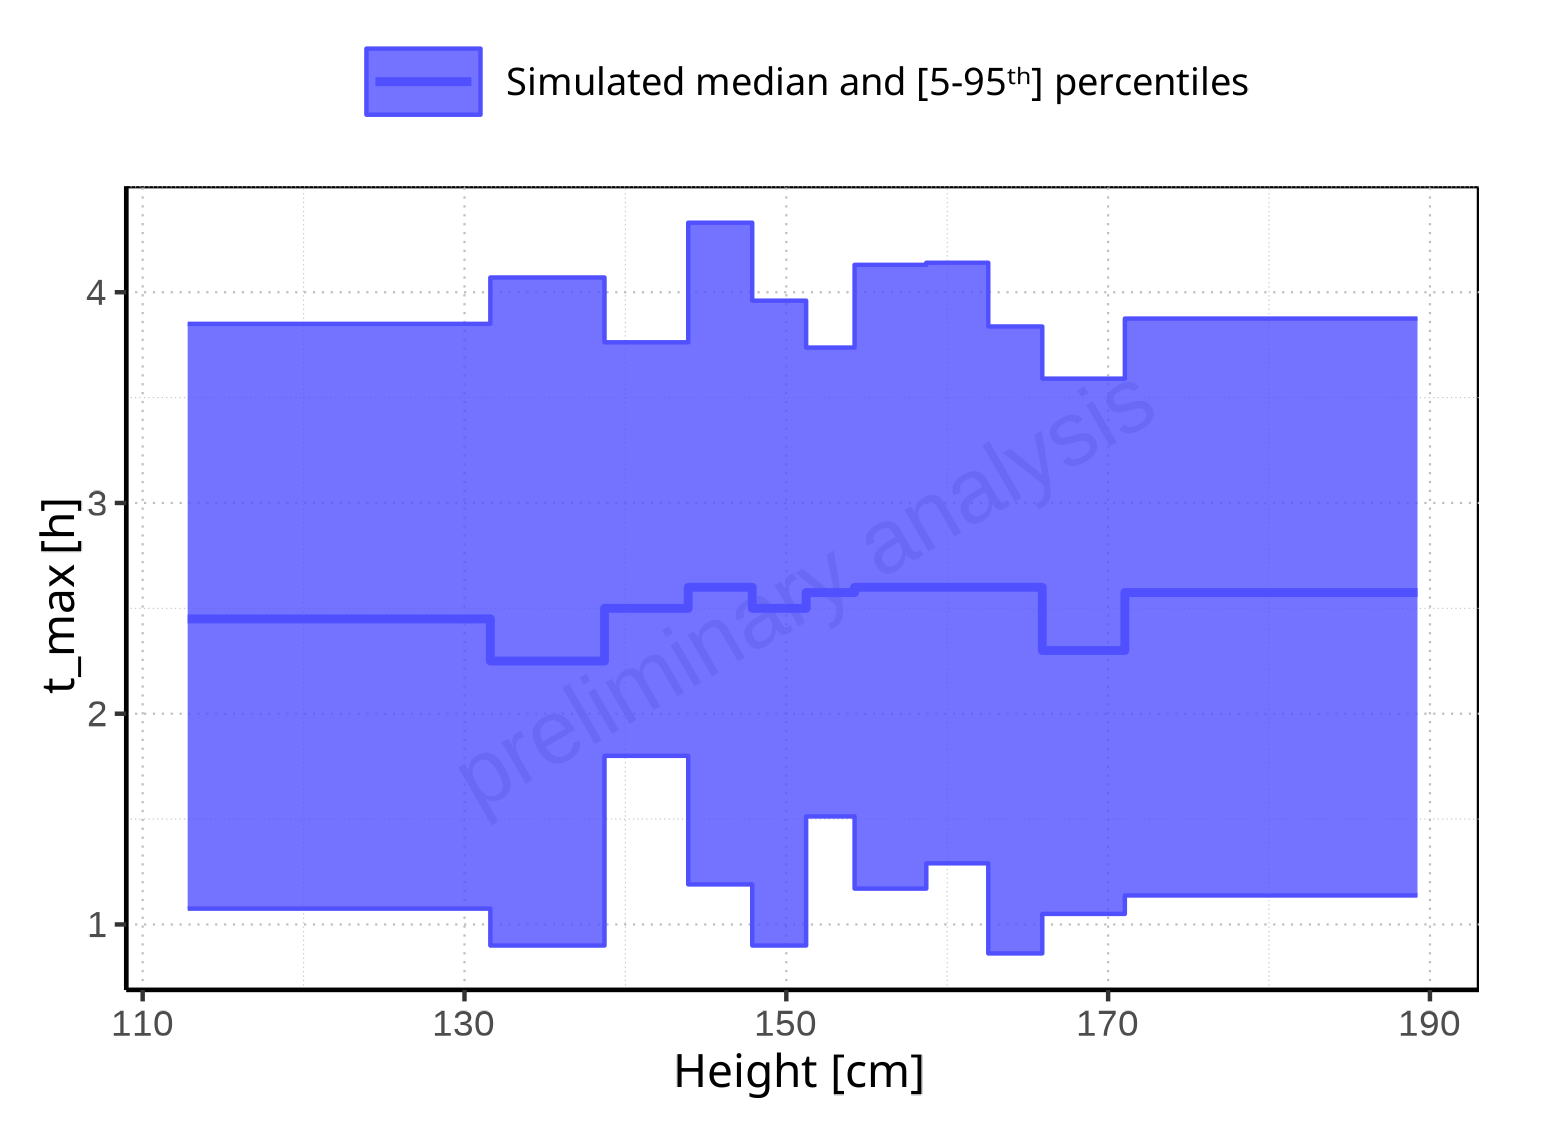 Simulated median and [5-95ᵗʰ] percentiles
t_max [h]
4
3
2
1
preliminary analysis
110 130 150 170 190
Height [cm]